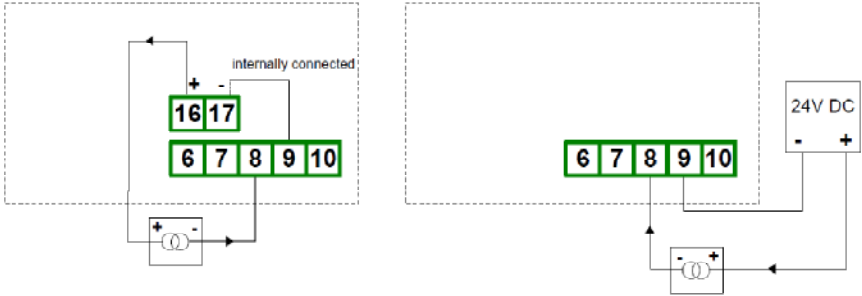 internally connected
+ -
16 17
6 7 8 9 10
+ -
24V DC
- +
6 7 8 9 10
- +